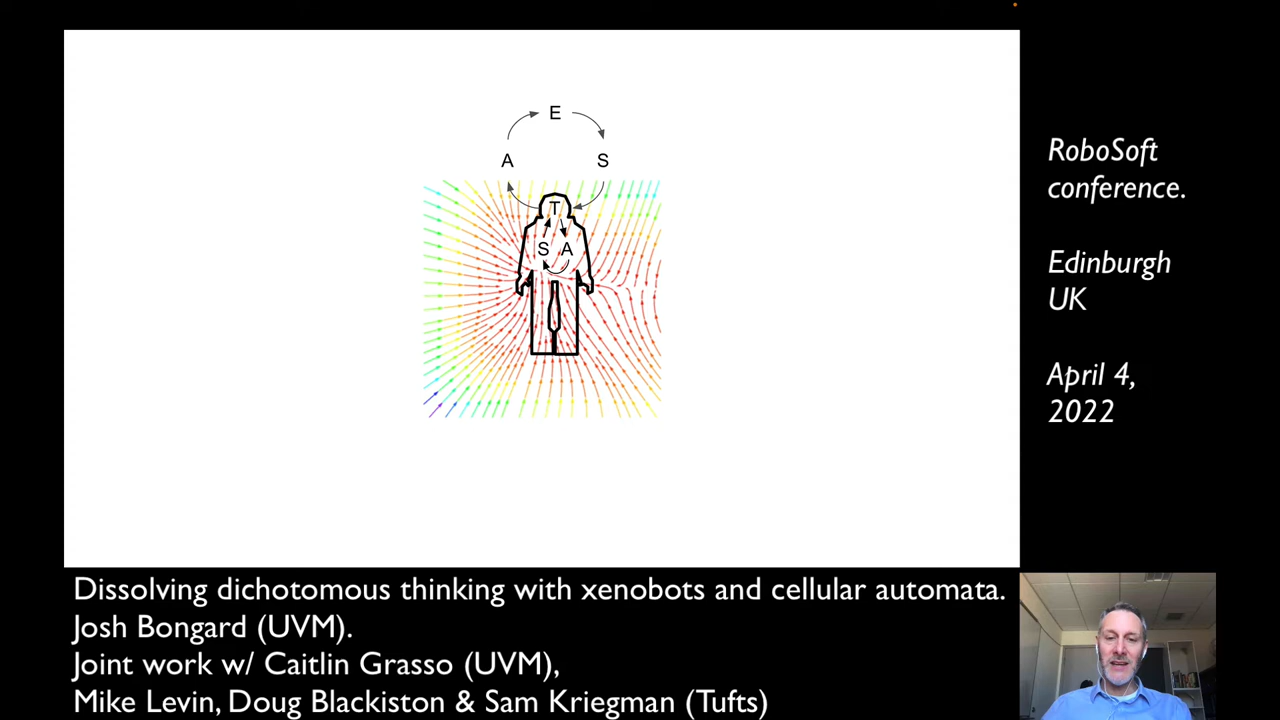 E
A
S
T
S
A
RoboSoft
conference.
Edinburgh
UK
April 4,
2022
Dissolving dichotomous thinking with xenobots and cellular automata.
Josh Bongard (UVM).
Joint work w/ Caitlin Grasso (UVM),
Mike Levin, Doug Blackiston & Sam Kriegman (Tufts)